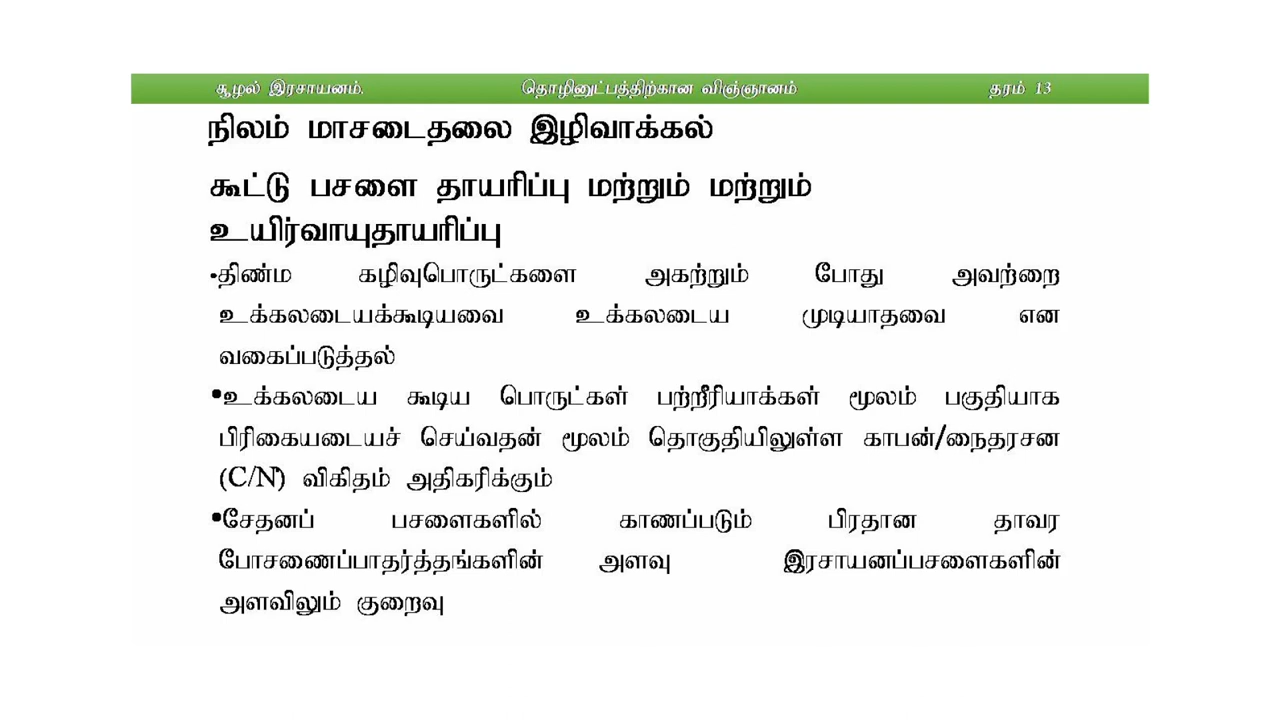 சூழல் இரசாயனம். தொழினுட்பத்திற்கான விஞ்ஞானம் தரம் 13
நிலம் மாசடைதலை இழிவாக்கல்
கூட்டு பசளை தாயரிப்பு மற்றும் மற்றும்
உயிர்வாயுதாயரிப்பு
•திண்ம கழிவுபொருட்களை அகற்றும் போது அவற்றை
உக்கலடையக்கூடியவை உக்கலடைய முடியாதவை என
வகைப்படுத்தல்
•உக்கலடைய கூடிய பொருட்கள் பற்றீரியாக்கள் மூலம் பகுதியாக
பிரிகையடையச் செய்வதன் மூலம் தொகுதியிலுள்ள காபன்/நைதரசன
(C/N) விகிதம் அதிகரிக்கும்
•சேதனப் பசளைகளில் காணப்படும் பிரதான தாவர
போசணைப்பாதர்த்தங்களின் அளவு இரசாயனப்பசளைகளின்
அளவிலும் குறைவு